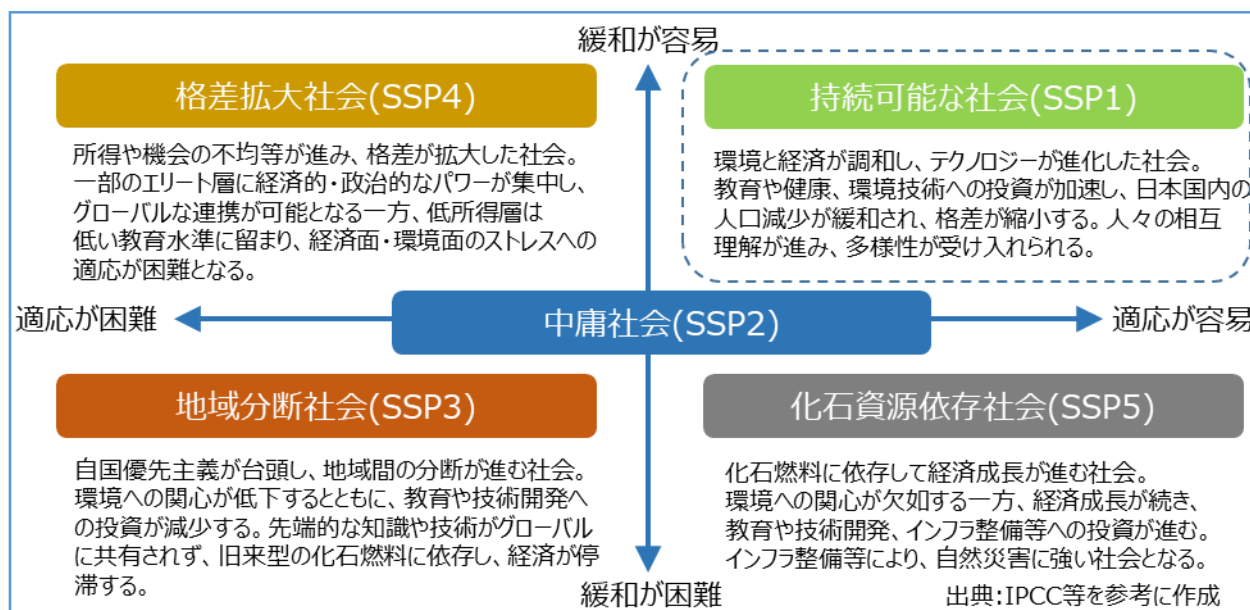 緩和が容易
格差拡大社会(SSP4)
所得や機会の不均等が進み、格差が拡大した社会。
一部のエリート層に経済的・政治的なパワーが集中し、
グローバルな連携が可能となる一方、低所得層は
低い教育水準に留まり、経済面・環境面のストレスへの
適応が困難となる。
持続可能な社会(SSP1)
環境と経済が調和し、テクノロジーが進化した社会。
教育や健康、環境技術への投資が加速し、日本国内の
人口減少が緩和され、格差が縮小する。人々の相互
理解が進み、多様性が受け入れられる。
適応が困難
中庸社会(SSP2)
適応が容易
地域分断社会(SSP3)
自国優先主義が台頭し、地域間の分断が進む社会。
環境への関心が低下するとともに、教育や技術開発へ
の投資が減少する。先端的な知識や技術がグローバル
に共有されず、旧来型の化石燃料に依存し、経済が停
滞する。
化石資源依存社会(SSP5)
化石燃料に依存して経済成長が進む社会。
環境への関心が欠如する一方、経済成長が続き、
教育や技術開発、インフラ整備等への投資が進む。
インフラ整備等により、自然災害に強い社会となる。
緩和が困難
出典:IPCC等を参考に作成